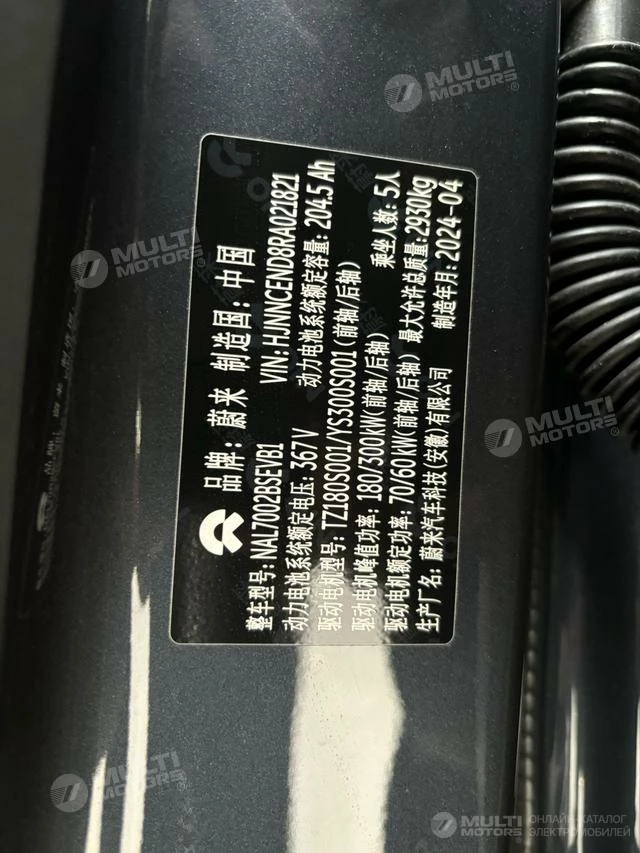 品牌: 蔚来 制造国: 中国
整车型号: NAL7002BSEVB1 VIN: HJNNCEND8RA021821
动力电池系统额定电压: 367V 动力电池系统额定容量: 204.5 Ah
驱动电机型号: TZ180S001/YS300S001 (前轴/后轴)
驱动电机峰值功率: 180/300kW(前轴/后轴) 乘坐人数: 5人
驱动电机额定功率: 70/60kW(前轴/后轴) 最大允许总质量: 2930kg
生产厂名: 蔚来汽车科技(安徽)有限公司 制造年月: 2024-04
MULTI MOTORS®
MULTI MOTORS®
MULTI MOTORS®
MULTI MOTORS®
MULTI MOTORS® ОНЛАЙН-КАТАЛОГ ЭЛЕКТРОМОБИЛЕЙ